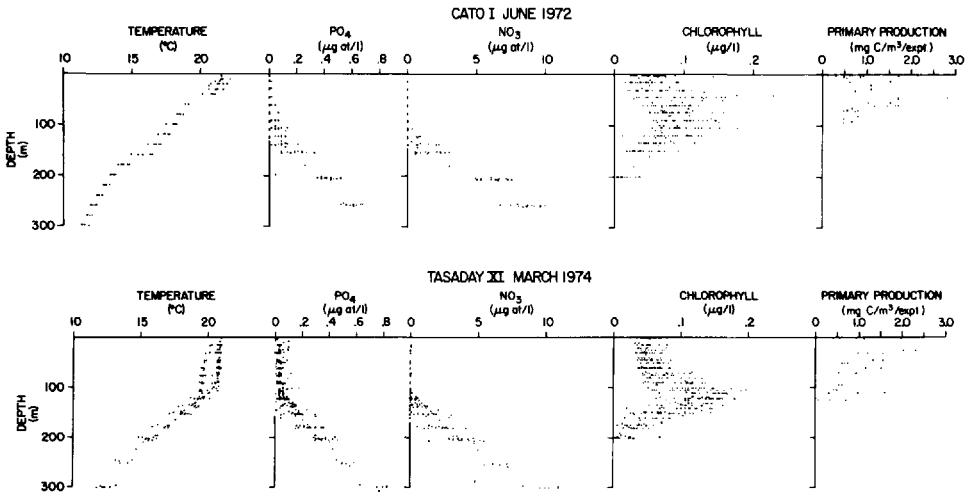 CATO I JUNE 1972
TEMPERATURE
(°C)
PO4
(μg at/l)
NO3
(μg at/l)
CHLOROPHYLL
(μg/l)
PRIMARY PRODUCTION
(mg C/m³/expt.)
10 15 20
0 .2 .4 .6 .8
0 5 10
0 .1 .2
0 1.0 2.0 3.0
DEPTH
(m)
100
200
300
TASADAY XI MARCH 1974
TEMPERATURE
(°C)
PO4
(μg at/l)
NO3
(μg at/l)
CHLOROPHYLL
(μg/l)
PRIMARY PRODUCTION
(mg C/m³/expt)
10 15 20
0 .2 .4 .6 .8
0 5 10
0 .1 .2
0 1.0 2.0 3.0
DEPTH
(m)
100
200
300